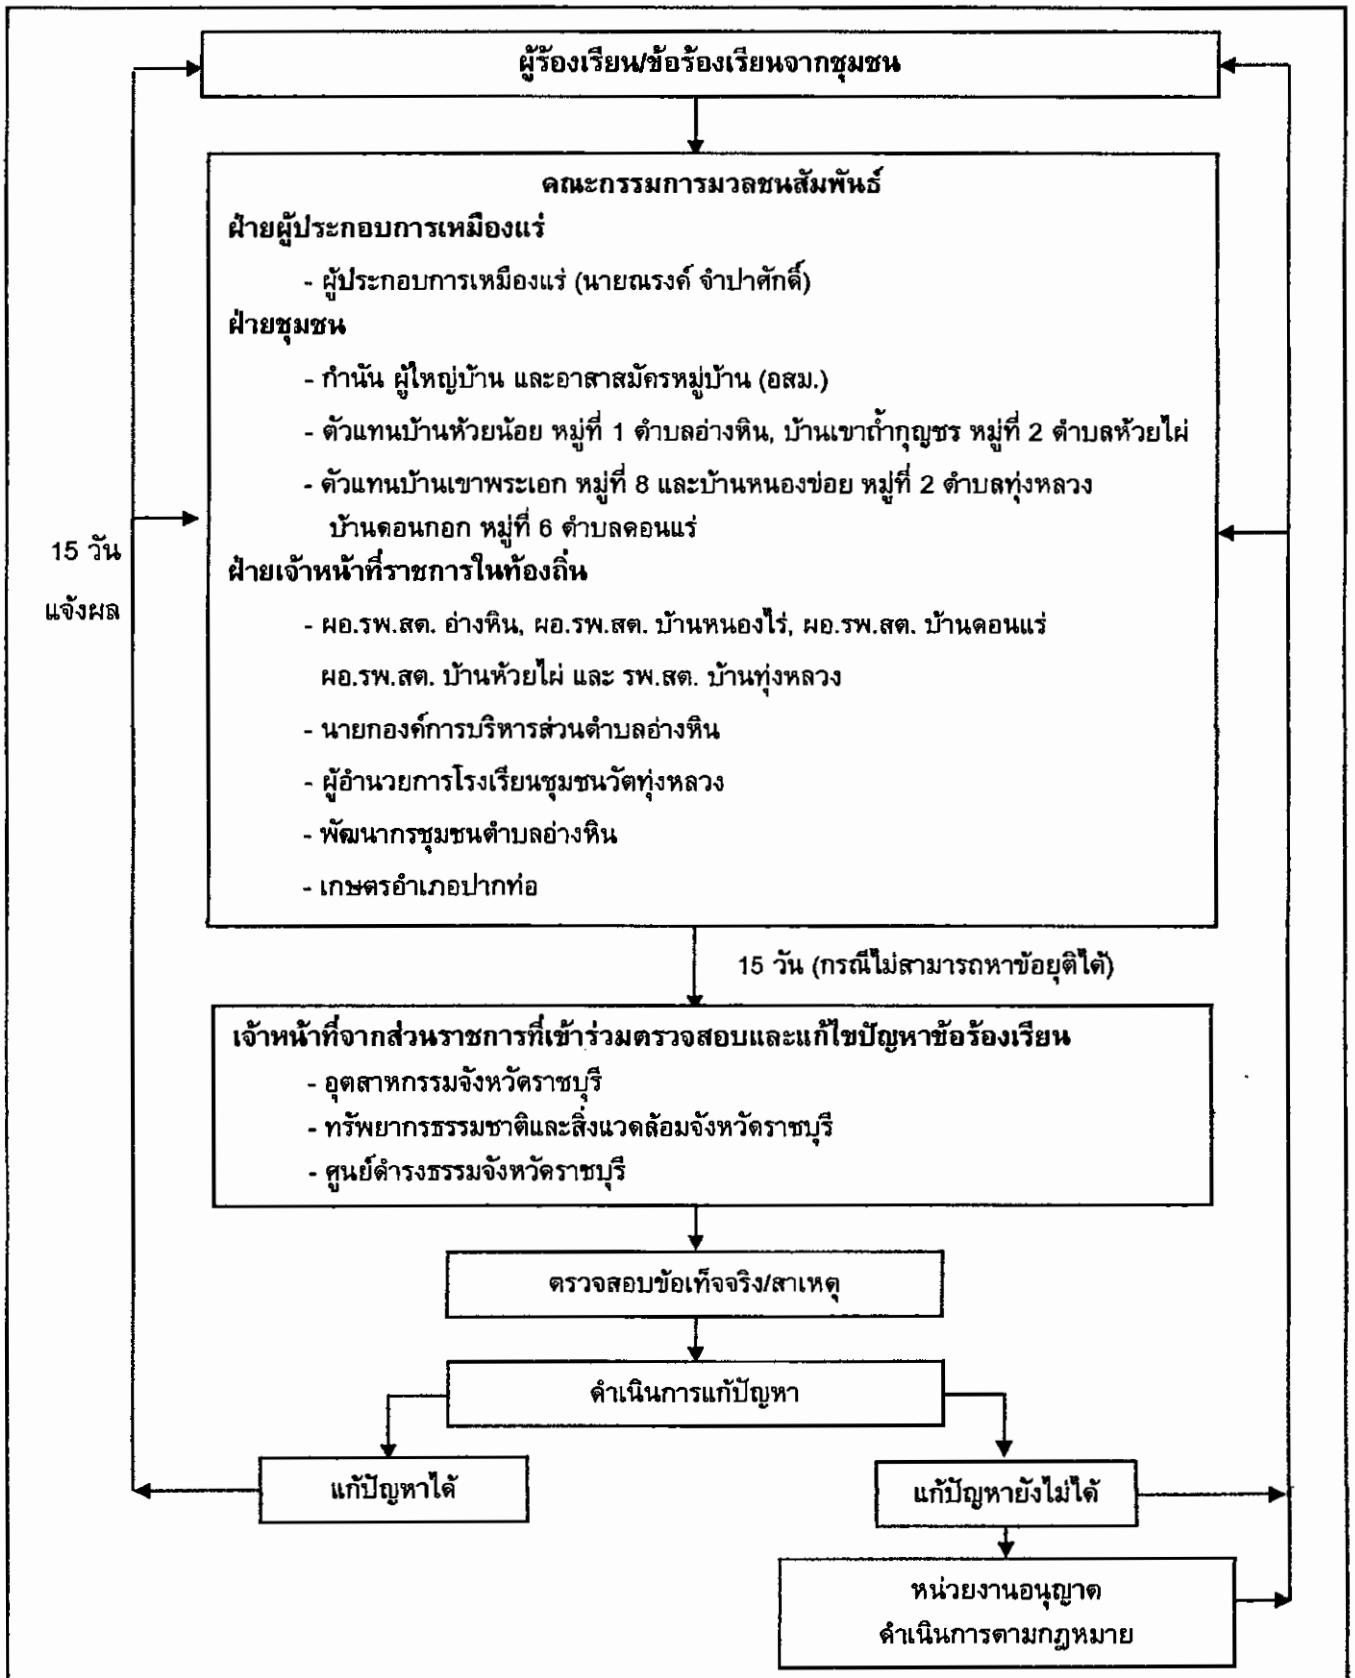 ผู้ร้องเรียน/ข้อร้องเรียนจากชุมชน
คณะกรรมการมวลชนสัมพันธ์
ฝ่ายผู้ประกอบการเหมืองแร่
- ผู้ประกอบการเหมืองแร่ (นายณรงค์ จำปาศักดิ์)
ฝ่ายชุมชน
- กำนัน ผู้ใหญ่บ้าน และอาสาสมัครหมู่บ้าน (อสม.)
- ตัวแทนบ้านห้วยน้อย หมู่ที่ 1 ตำบลอ่างหิน, บ้านเขาถ้ำกุญชร หมู่ที่ 2 ตำบลห้วยไผ่
- ตัวแทนบ้านเขาพระเอก หมู่ที่ 8 และบ้านหนองข่อย หมู่ที่ 2 ตำบลทุ่งหลวง
บ้านดอนกอก หมู่ที่ 6 ตำบลดอนแร่
15 วัน
แจ้งผล
ฝ่ายเจ้าหน้าที่ราชการในท้องถิ่น
- ผอ.รพ.สต. อ่างหิน, ผอ.รพ.สต. บ้านหนองไร่, ผอ.รพ.สต. บ้านดอนแร่
ผอ.รพ.สต. บ้านห้วยไผ่ และ รพ.สต. บ้านทุ่งหลวง
- นายกองค์การบริหารส่วนตำบลอ่างหิน
- ผู้อำนวยการโรงเรียนชุมชนวัดทุ่งหลวง
- พัฒนากรชุมชนตำบลอ่างหิน
- เกษตรอำเภอปากท่อ
15 วัน (กรณีไม่สามารถหาข้อยุติได้)
เจ้าหน้าที่จากส่วนราชการที่เข้าร่วมตรวจสอบและแก้ไขปัญหาข้อร้องเรียน
- อุตสาหกรรมจังหวัดราชบุรี
- ทรัพยากรธรรมชาติและสิ่งแวดล้อมจังหวัดราชบุรี
- ศูนย์ดำรงธรรมจังหวัดราชบุรี
ตรวจสอบข้อเท็จจริง/สาเหตุ
ดำเนินการแก้ปัญหา
แก้ปัญหาได้
แก้ปัญหายังไม่ได้
หน่วยงานอนุญาต
ดำเนินการตามกฎหมาย